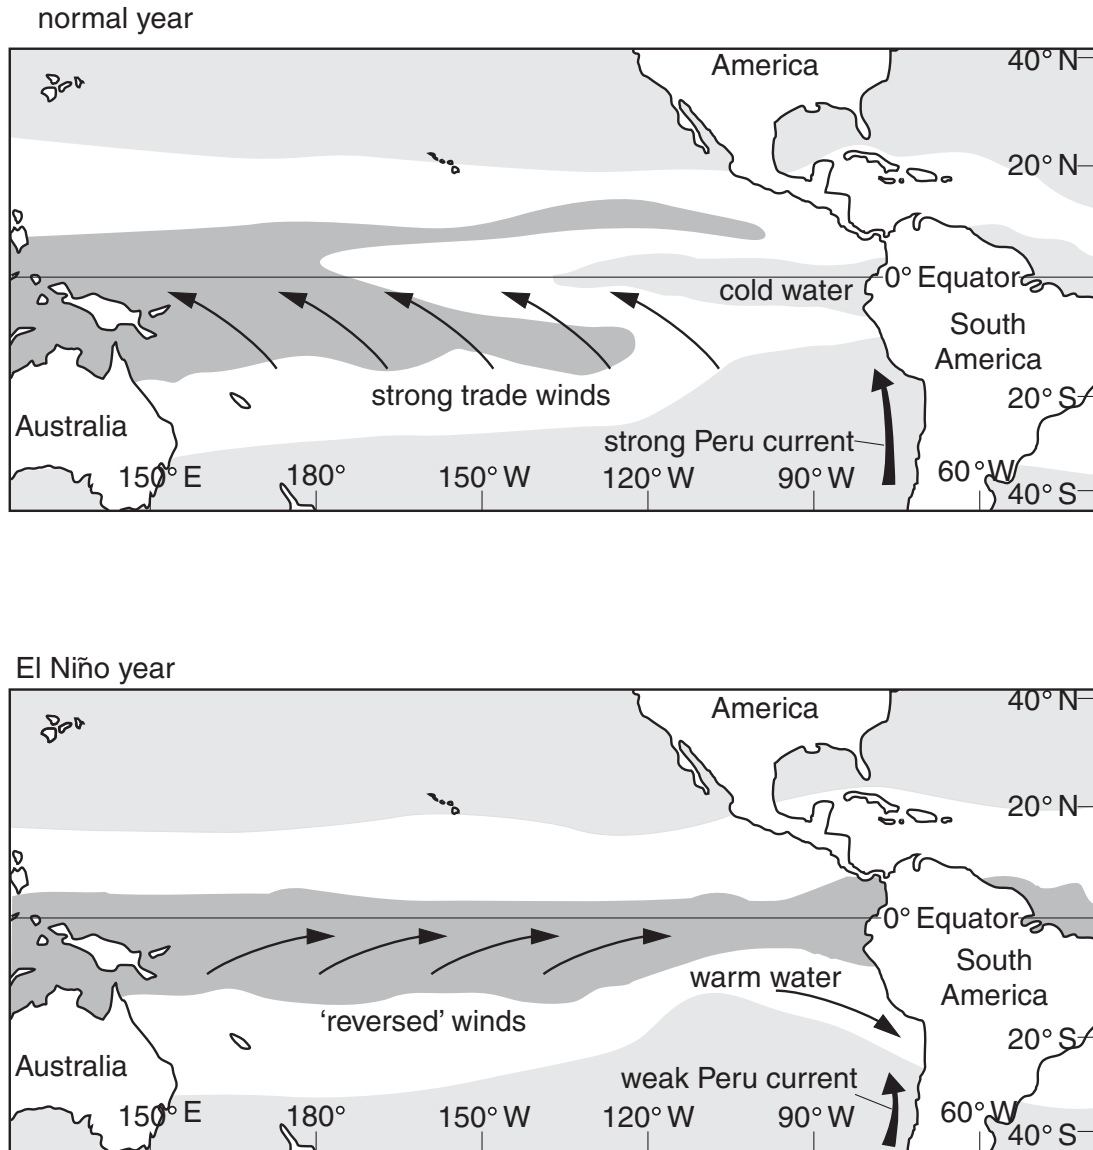 normal year
America
40° N
20° N
0° Equator
cold water
South
America
strong trade winds
20° S
Australia
strong Peru current
150° E
180°
150° W
120° W
90° W
60° W
40° S
El Niño year
America
40° N
20° N
0° Equator
South
America
warm water
‘reversed’ winds
20° S
Australia
weak Peru current
150° E
180°
150° W
120° W
90° W
60° W
40° S